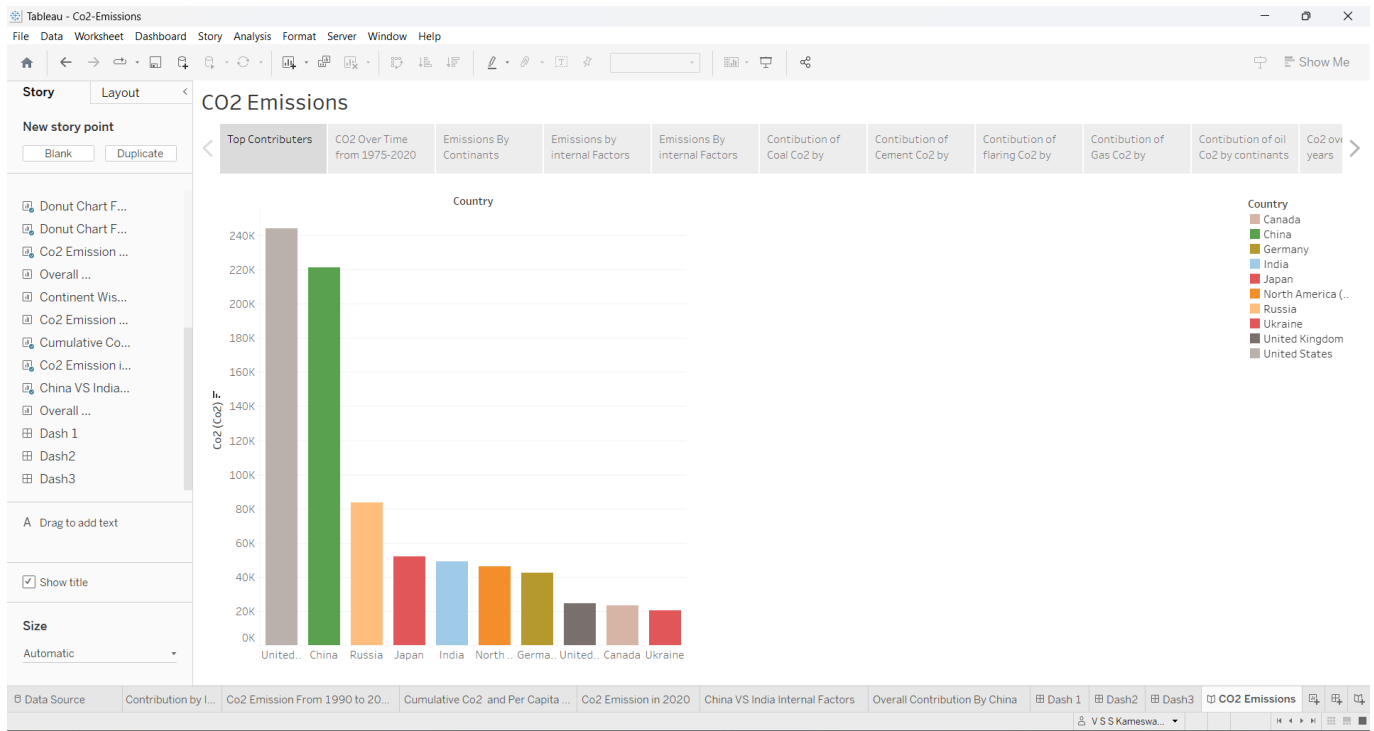 Tableau - Co2-Emissions
File Data Worksheet Dashboard Story Analysis Format Server Window Help
Show Me
Story Layout
New story point
Blank Duplicate
Donut Chart F...
Donut Chart F...
Co2 Emission ...
Overall ...
Continent Wis...
Co2 Emission ...
Cumulative Co...
Co2 Emission i...
China VS India...
Overall ...
Dash 1
Dash2
Dash3
A Drag to add text
Show title
Size
Automatic
CO2 Emissions
Top Contributers
CO2 Over Time
from 1975-2020
Emissions By
Continants
Emissions by
internal Factors
Emissions By
internal Factors
Contibution of
Coal Co2 by
Contibution of
Cement Co2 by
Contibution of
flaring Co2 by
Contibution of
Gas Co2 by
Contibution of oil
Co2 by continants
Co2 ov
years
Country
Co2 (Co2)
240K
220K
200K
180K
160K
140K
120K
100K
80K
60K
40K
20K
0K
United.. China Russia Japan India North .. Germa.. United.. Canada Ukraine
Country
Canada
China
Germany
India
Japan
North America (..
Russia
Ukraine
United Kingdom
United States
Data Source Contribution by I... Co2 Emission From 1990 to 20... Cumulative Co2 and Per Capita ... Co2 Emission in 2020 China VS India Internal Factors Overall Contribution By China Dash 1 Dash2 Dash3 CO2 Emissions
V S S Kameswa...